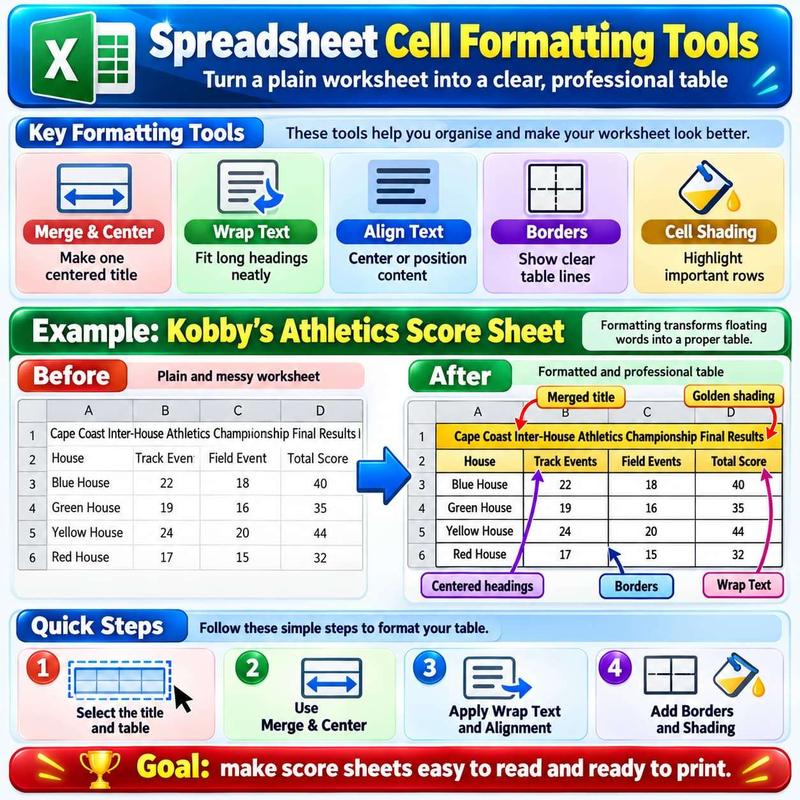 X
Spreadsheet Cell Formatting Tools
Turn a plain worksheet into a clear, professional table
Key Formatting Tools
These tools help you organise and make your worksheet look better.
Merge & Center
Make one
centered title
Wrap Text
Fit long headings
neatly
Align Text
Center or position
content
Borders
Show clear
table lines
Cell Shading
Highlight
important rows
Example: Kobby's Athletics Score Sheet
Formatting transforms floating
words into a proper table.
Before
Plain and messy worksheet
A B C D
1 Cape Coast Inter-House Athletics Championship Final Results
2 House Track Even Field Event Total Score
3 Blue House 22 18 40
4 Green House 19 16 35
5 Yellow House 24 20 44
6 Red House 17 15 32
After
Formatted and professional table
Merged title
Golden shading
A B C D
1 Cape Coast Inter-House Athletics Championship Final Results
2 House Track Events Field Events Total Score
3 Blue House 22 18 40
4 Green House 19 16 35
5 Yellow House 24 20 44
6 Red House 17 15 32
Centered headings
Borders
Wrap Text
Quick Steps
Follow these simple steps to format your table.
1
Select the title
and table
2
Use
Merge & Center
3
Apply Wrap Text
and Alignment
4
Add Borders
and Shading
Goal: make score sheets easy to read and ready to print.